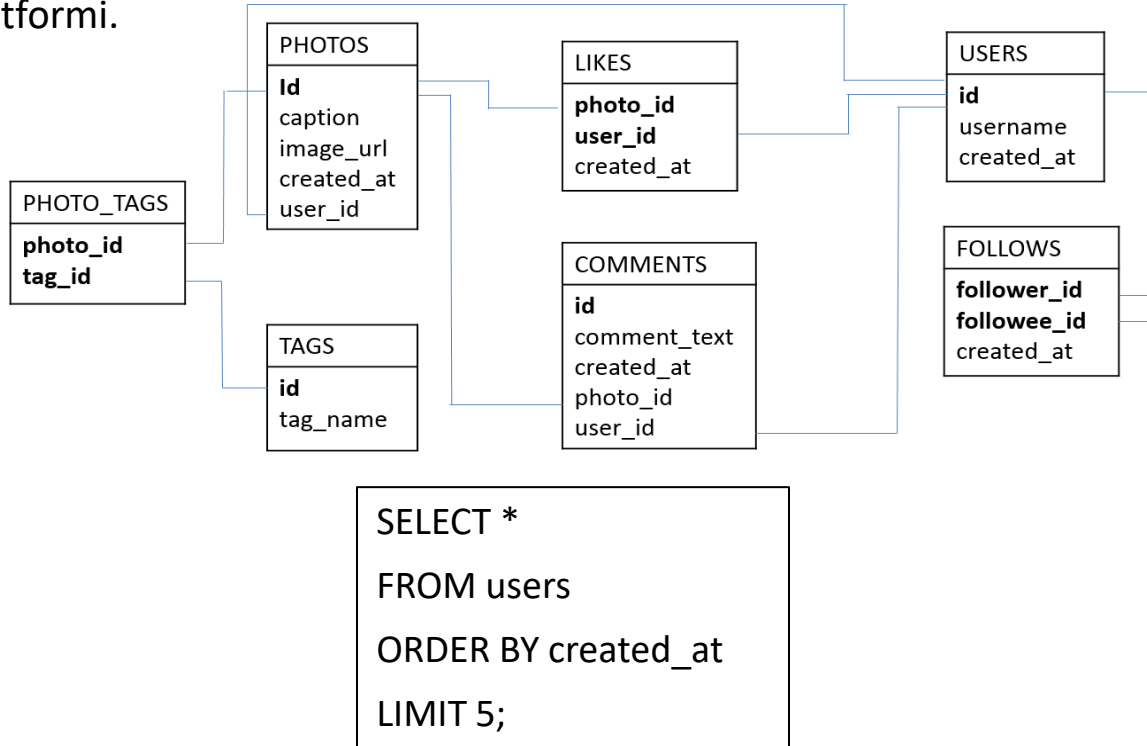 tformi.
PHOTOS
Id
caption
image_url
created_at
user_id
LIKES
photo_id
user_id
created_at
USERS
id
username
created_at
PHOTO_TAGS
photo_id
tag_id
TAGS
id
tag_name
COMMENTS
id
comment_text
created_at
photo_id
user_id
FOLLOWS
follower_id
followee_id
created_at
SELECT *
FROM users
ORDER BY created_at
LIMIT 5;